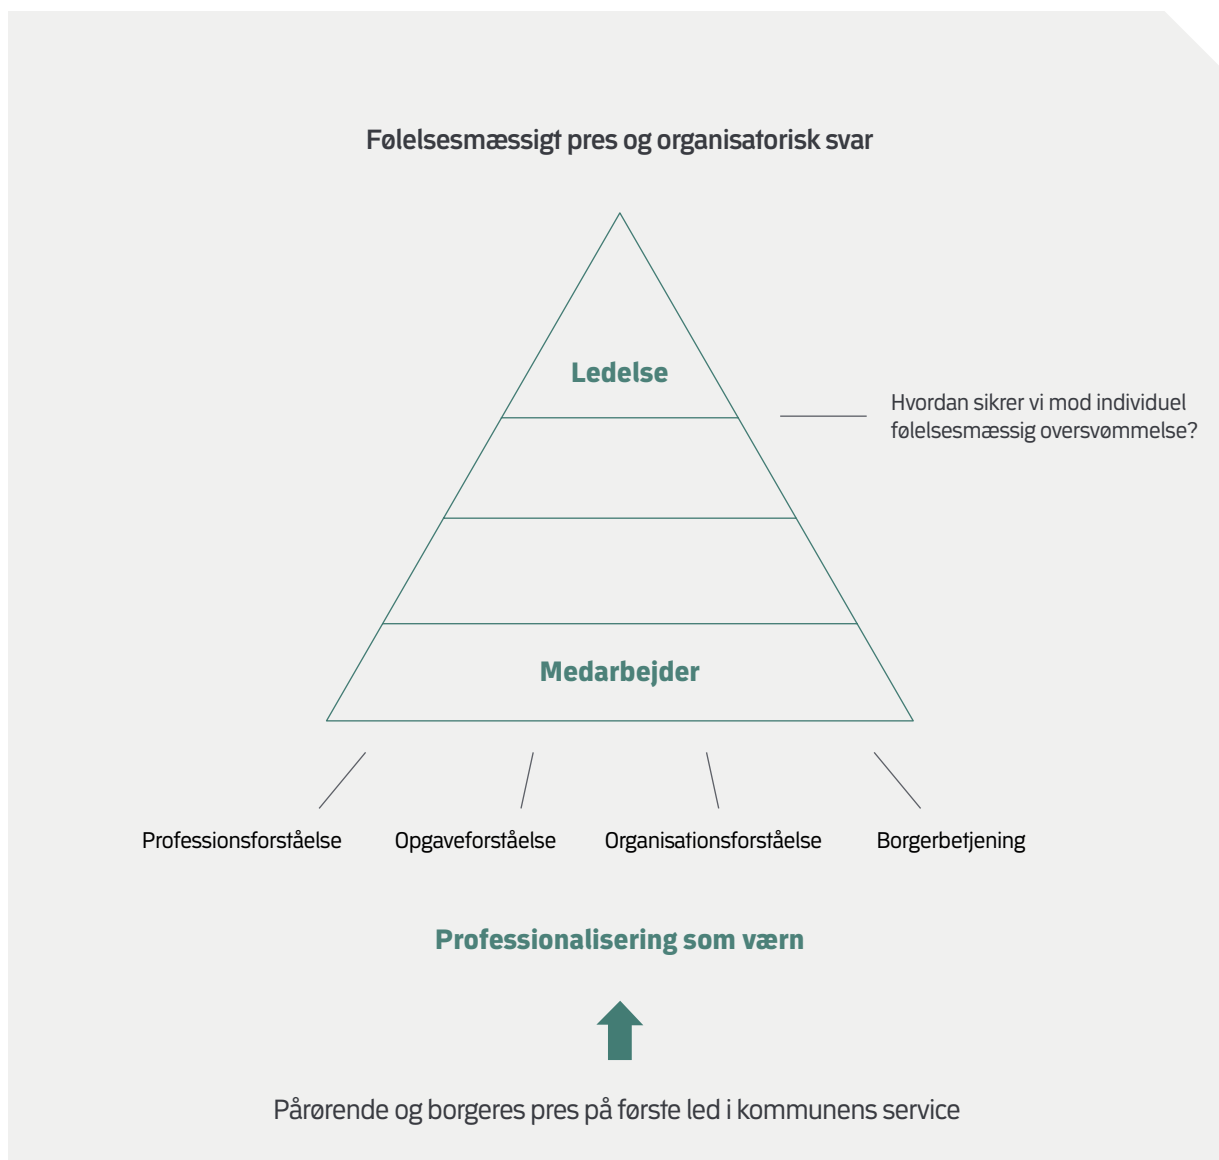 Følelsesmæssigt pres og organisatorisk svar
Ledelse
Hvordan sikrer vi mod individuel
følelsesmæssig oversvømmelse?
Medarbejder
Professionsforståelse
Opgaveforståelse
Organisationsforståelse
Borgerbetjening
Professionalisering som værn
Pårørende og borgeres pres på første led i kommunens service